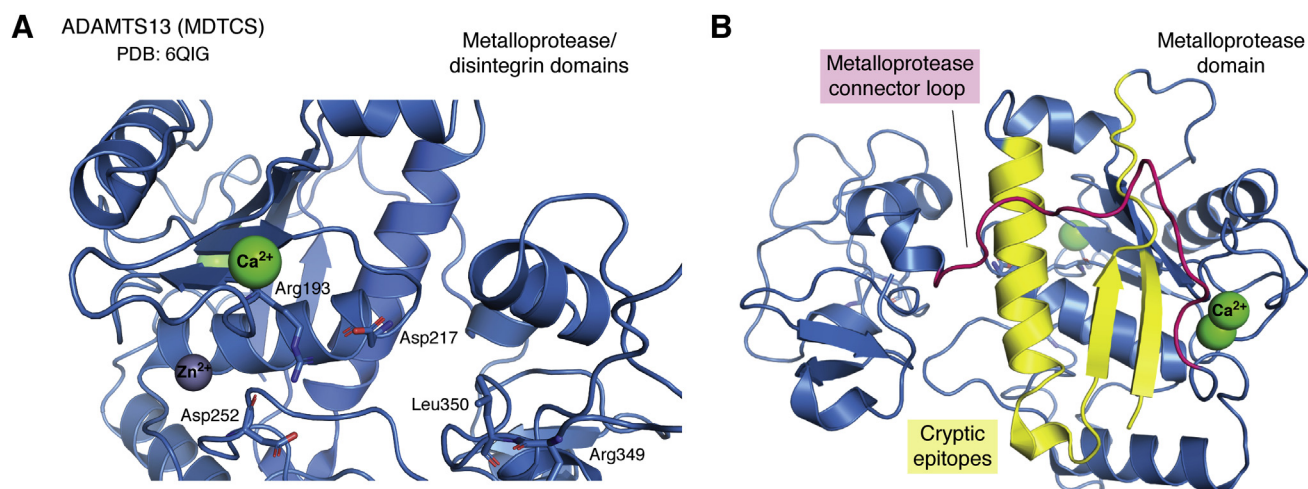 A
ADAMTS13 (MDTCS)
PDB: 6QIG
Metalloprotease/
disintegrin domains
Ca2+
Arg193
Asp217
Zn2+
Asp252
Leu350
Arg349
B
Metalloprotease
connector loop
Metalloprotease
domain
Ca2+
Cryptic
epitopes